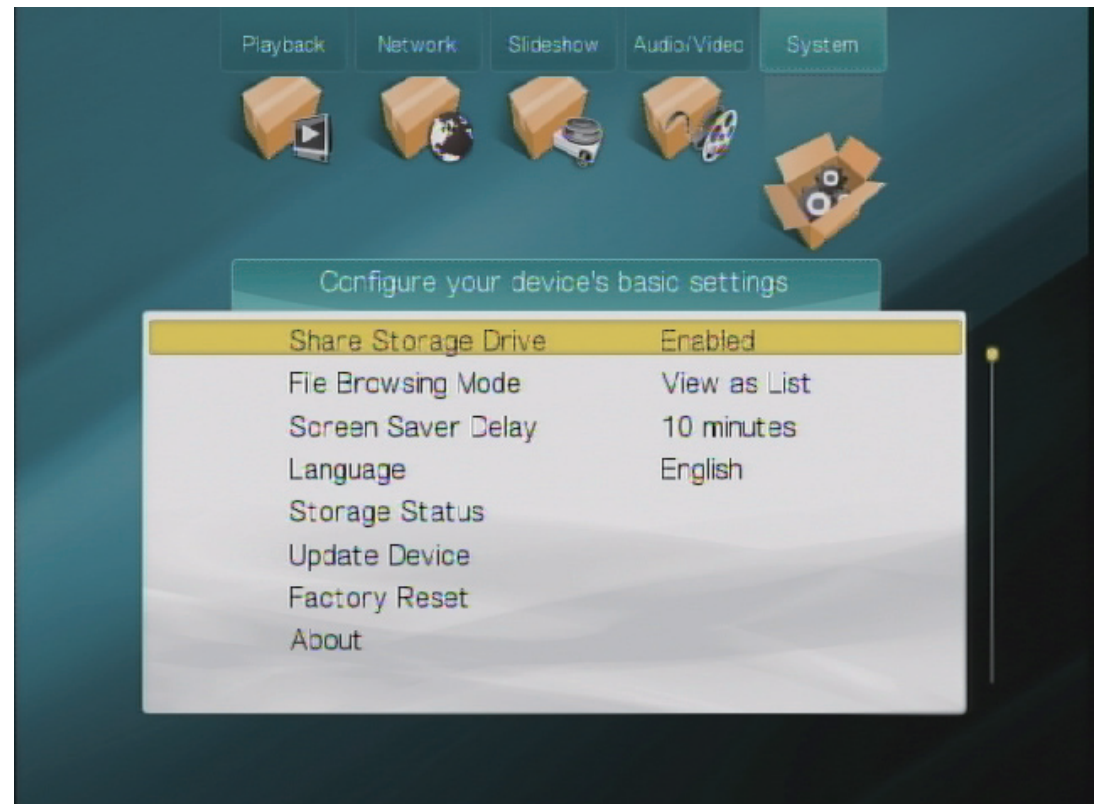 Playback Network Slideshow Audio/Video System
Configure your device's basic settings
Share Storage Drive Enabled
File Browsing Mode View as List
Screen Saver Delay 10 minutes
Language English
Storage Status
Update Device
Factory Reset
About